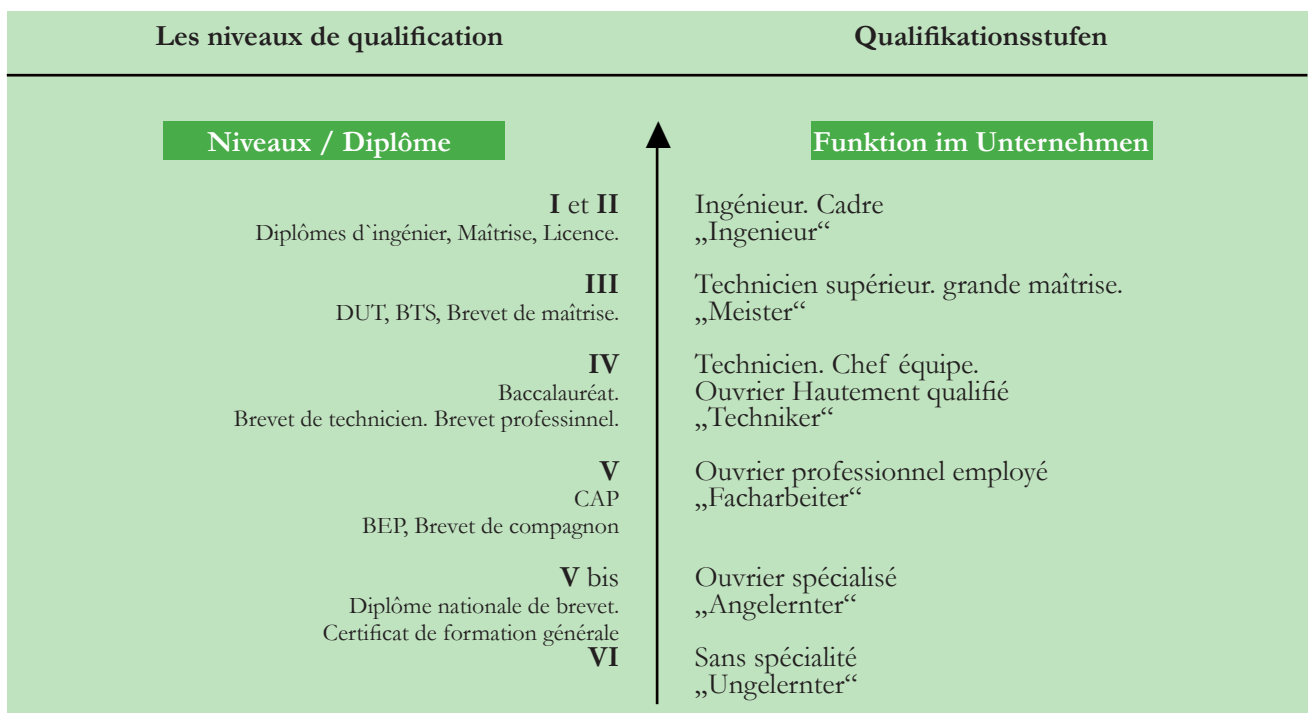 Les niveaux de qualification
Qualifikationsstufen
Niveaux / Diplôme
Funktion im Unternehmen
I et II
Diplômes d`ingénier, Maîtrise, Licence.
Ingénieur. Cadre
„Ingenieur“
III
DUT, BTS, Brevet de maîtrise.
Technicien supérieur. grande maîtrise.
„Meister“
IV
Baccalauréat.
Brevet de technicien. Brevet professinnel.
Technicien. Chef équipe.
Ouvrier Hautement qualifié
„Techniker“
V
CAP
BEP, Brevet de compagnon
Ouvrier professionnel employé
„Facharbeiter“
V bis
Diplôme nationale de brevet.
Certificat de formation générale
Ouvrier spécialisé
„Angelernter“
VI
Sans spécialité
„Ungelernter“